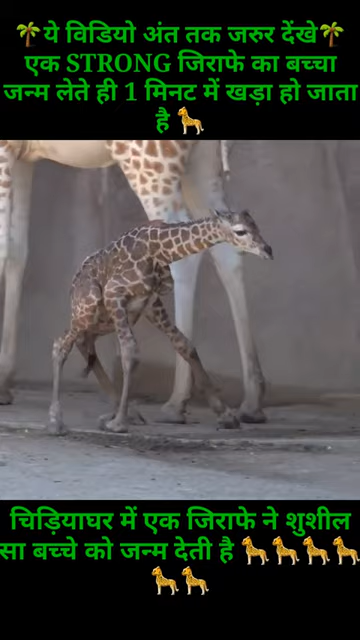 🌴ये विडियो अंत तक जरुर देंखे🌴
एक STRONG जिराफे का बच्चा
जन्म लेते ही 1 मिनट में खड़ा हो जाता
है 🦒
चिड़ियाघर में एक जिराफे ने शुशील
सा बच्चे को जन्म देती है 🦒🦒🦒🦒
🦒🦒